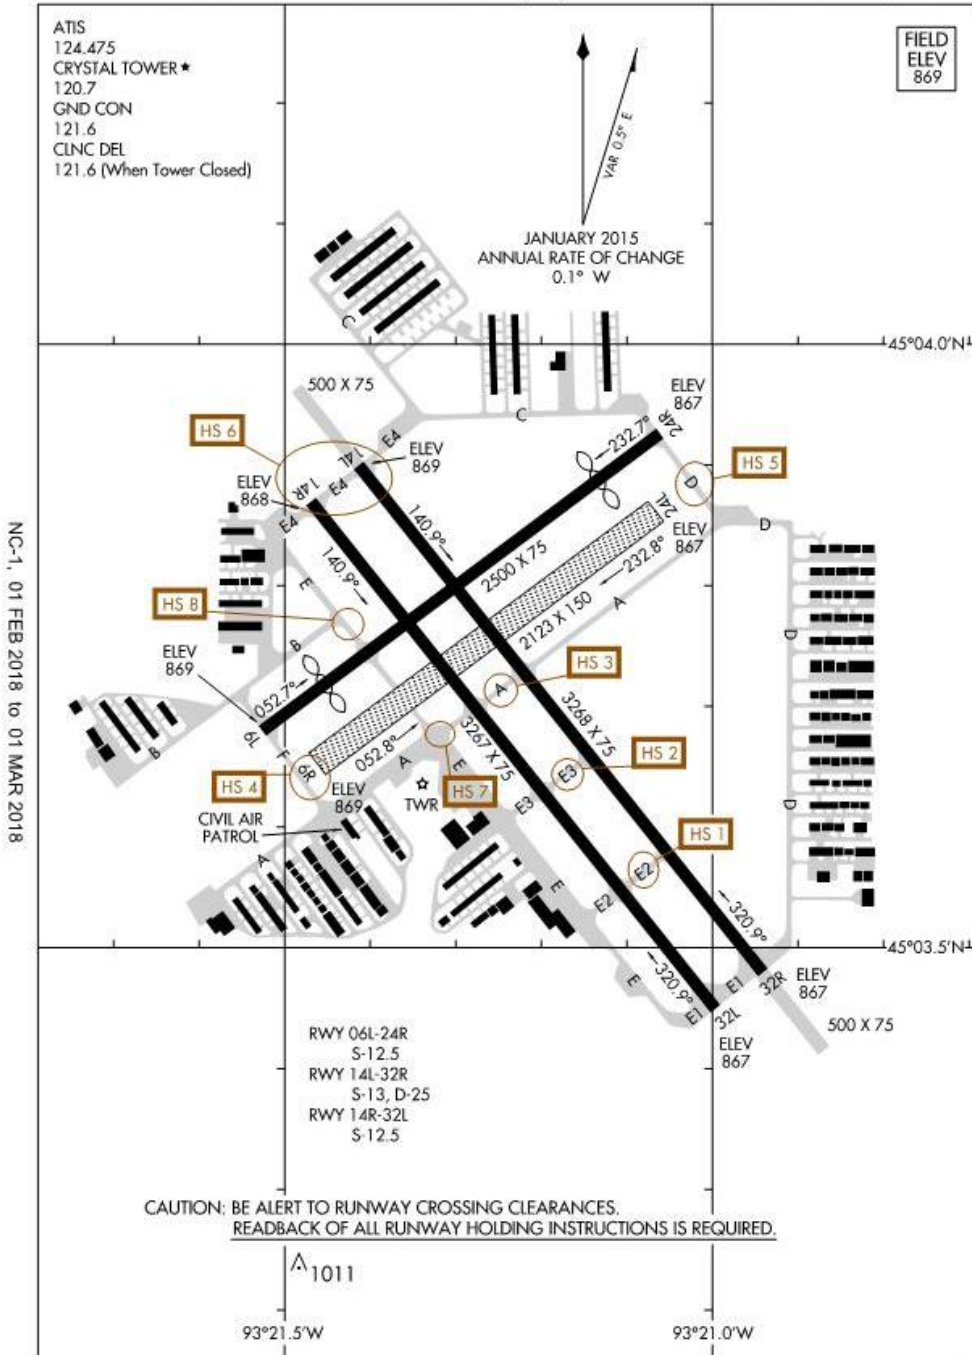 ATIS
124.475
CRYSTAL TOWER★
120.7
GND CON
121.6
CLNC DEL
121.6 (When Tower Closed)
FIELD
ELEV
869
VAR 0.5° E
JANUARY 2015
ANNUAL RATE OF CHANGE
0.1° W
45°04.0'N
C
500 X 75
C
ELEV
867
24R
HS 6
E4
14L
ELEV
869
232.7°
HS 5
D
ELEV
868
14R
E4
E4
24L
ELEV
867
D
140.9°
140.9°
2500 X 75
232.8°
E
2123 X 150
A
HS 8
B
D
ELEV
869
HS 3
A
052.7°
6L
B
F
6R
052.8°
3267 X 75
3268 X 75
HS 4
A
E
HS 2
E3
ELEV
869
TWR
HS 7
E3
D
CIVIL AIR
PATROL
HS 1
A
E2
E
E2
320.9°
45°03.5'N
320.9°
E
E1
32R
ELEV
867
E1
32L
ELEV
867
500 X 75
RWY 06L-24R
S-12.5
RWY 14L-32R
S-13, D-25
RWY 14R-32L
S-12.5
CAUTION: BE ALERT TO RUNWAY CROSSING CLEARANCES.
READBACK OF ALL RUNWAY HOLDING INSTRUCTIONS IS REQUIRED.
1011
93°21.5'W
93°21.0'W
NC-1, 01 FEB 2018 to 01 MAR 2018